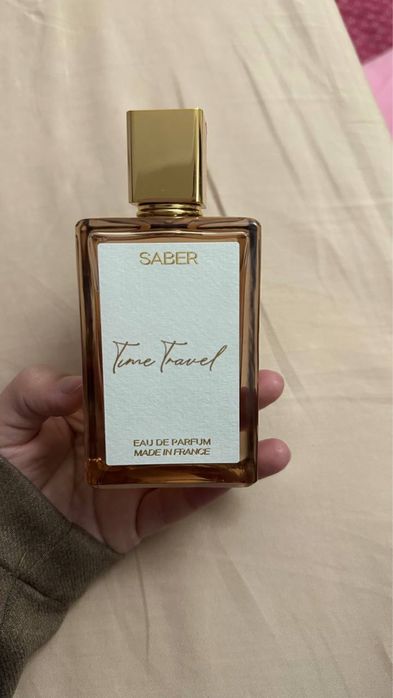 SABER
Time Travel
EAU DE PARFUM
MADE IN FRANCE